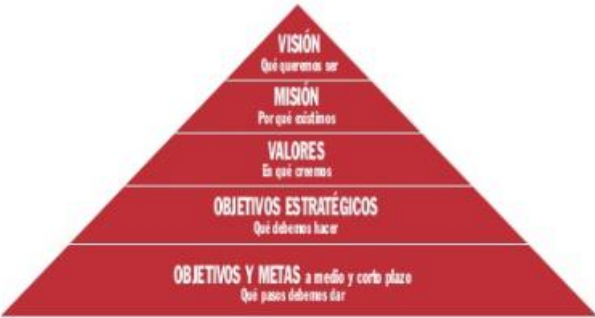 VISIÓN
Qué queremos ser
MISIÓN
Por qué existimos
VALORES
En qué creemos
OBJETIVOS ESTRATÉGICOS
Qué debemos hacer
OBJETIVOS Y METAS a medio y corto plazo
Qué pasos debemos dar